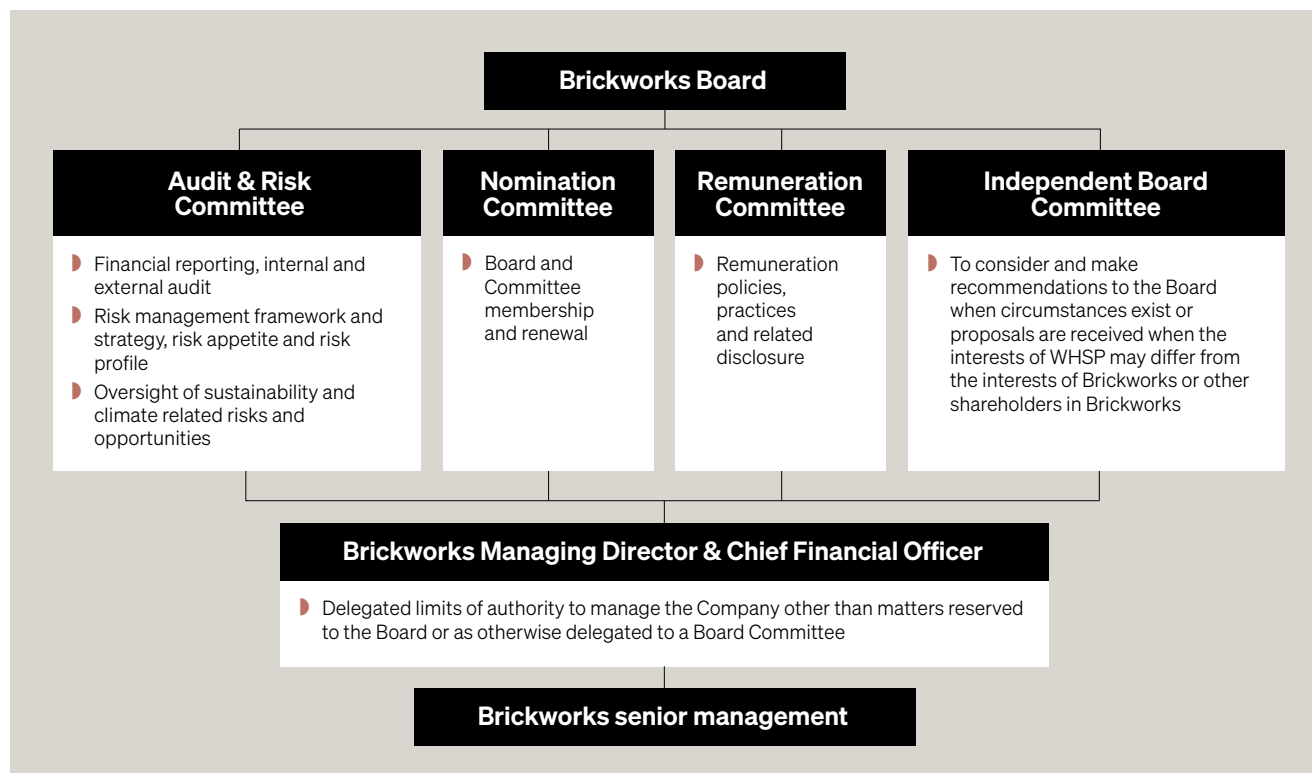 Brickworks Board
Audit & Risk
Committee
Financial reporting, internal and
external audit
Risk management framework and
strategy, risk appetite and risk
profile
Oversight of sustainability and
climate related risks and
opportunities
Nomination
Committee
Board and
Committee
membership
and renewal
Remuneration
Committee
Remuneration
policies,
practices
and related
disclosure
Independent Board
Committee
To consider and make
recommendations to the Board
when circumstances exist or
proposals are received when the
interests of WHSP may differ from
the interests of Brickworks or other
shareholders in Brickworks
Brickworks Managing Director & Chief Financial Officer
Delegated limits of authority to manage the Company other than matters reserved
to the Board or as otherwise delegated to a Board Committee
Brickworks senior management